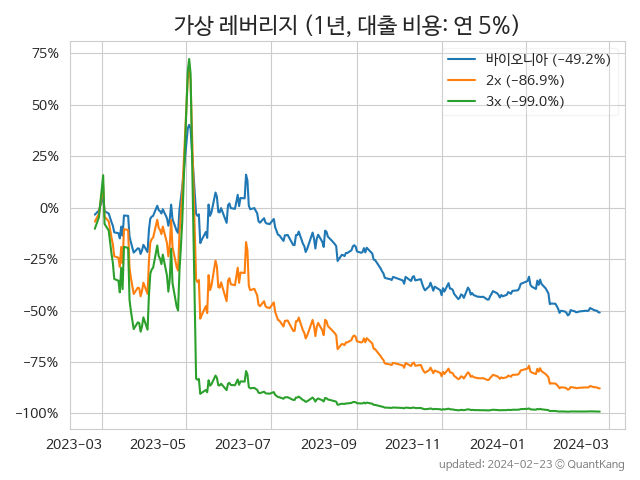 가상 레버리지 (1년, 대출 비용: 연 5%)
바이오니아 (−49.2%)
2x (−86.9%)
3x (−99.0%)
75%
50%
25%
0%
−25%
−50%
−75%
−100%
2023-03 2023-05 2023-07 2023-09 2023-11 2024-01 2024-03
updated: 2024-02-23 © QuantKang